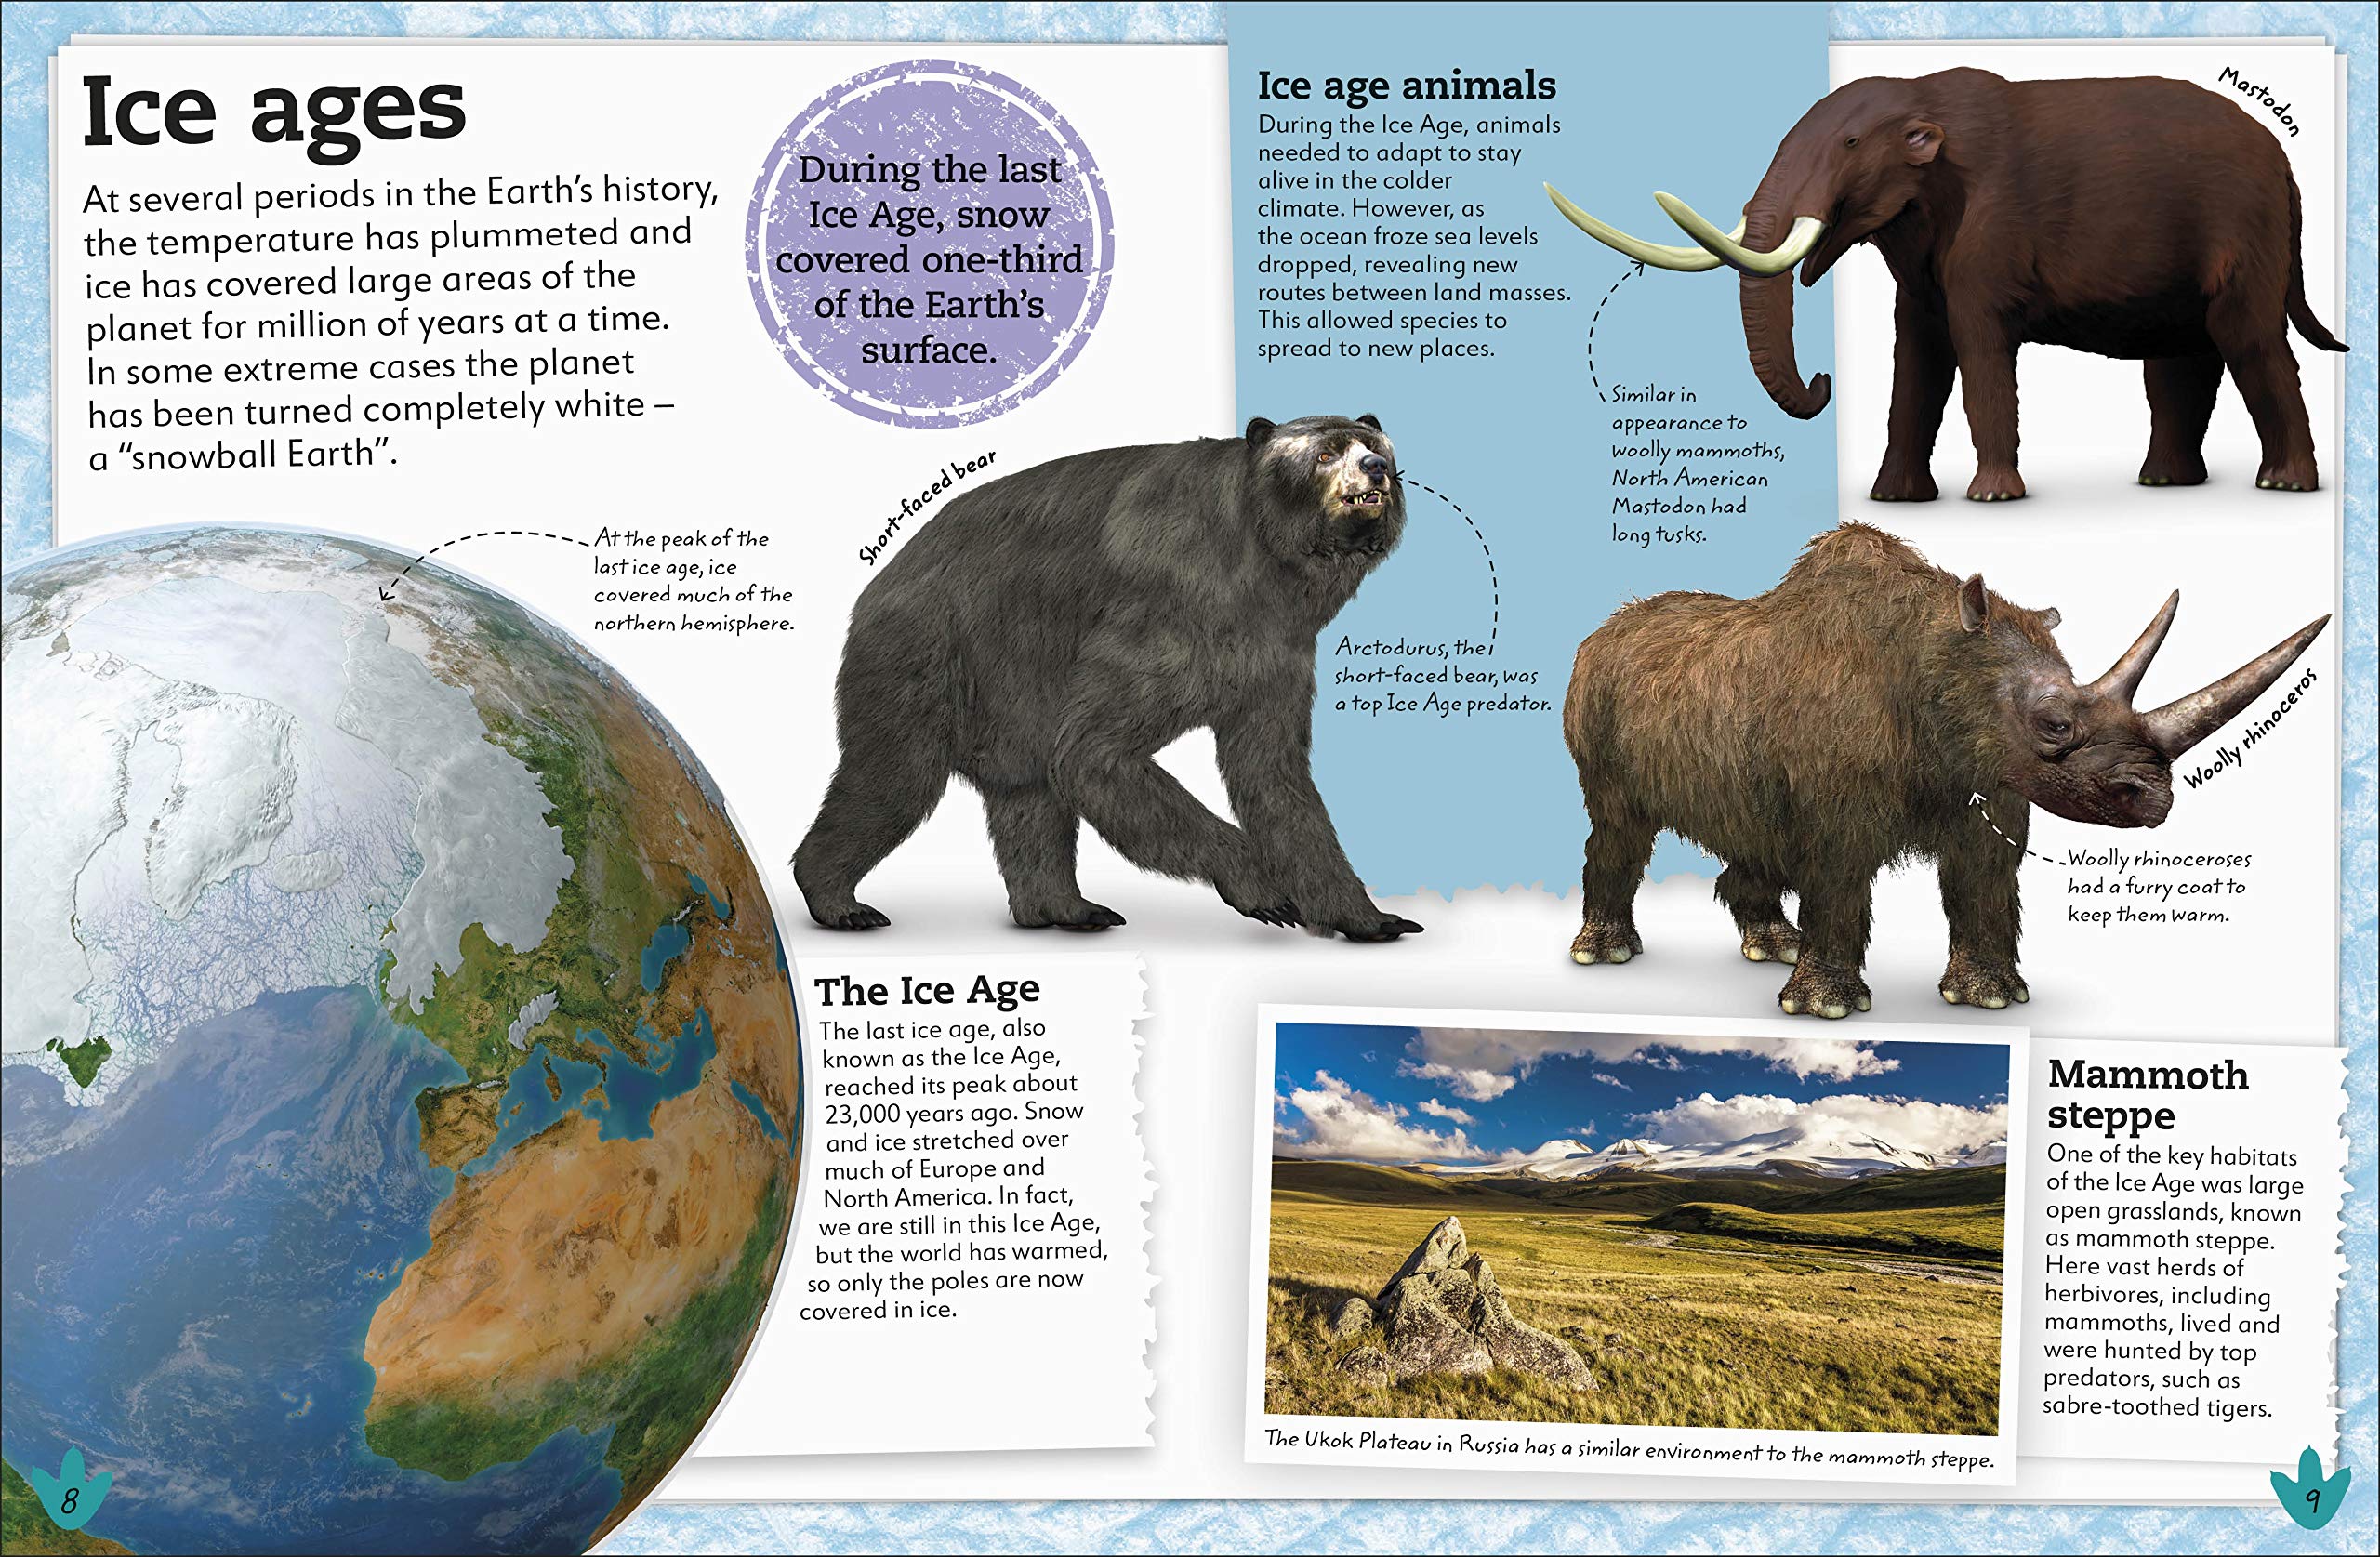 Ice ages
At several periods in the Earth's history,
the temperature has plummeted and
ice has covered large areas of the
planet for million of years at a time.
In some extreme cases the planet
has been turned completely white –
a "snowball Earth".
During the last
Ice Age, snow
covered one-third
of the Earth's
surface.
At the peak of the
last ice age, ice
covered much of the
northern hemisphere.
Short-faced bear
The Ice Age
The last ice age, also
known as the Ice Age,
reached its peak about
23,000 years ago. Snow
and ice stretched over
much of Europe and
North America. In fact,
we are still in this Ice Age,
but the world has warmed,
so only the poles are now
covered in ice.
8
Ice age animals
During the Ice Age, animals
needed to adapt to stay
alive in the colder
climate. However, as
the ocean froze sea levels
dropped, revealing new
routes between land masses.
This allowed species to
spread to new places.
Mastodon
Similar in
appearance to
woolly mammoths,
North American
Mastodon had
long tusks.
Arctodurus, the
short-faced bear, was
a top Ice Age predator.
Woolly rhinoceros
Woolly rhinoceroses
had a furry coat to
keep them warm.
The Ukok Plateau in Russia has a similar environment to the mammoth steppe.
Mammoth
steppe
One of the key habitats
of the Ice Age was large
open grasslands, known
as mammoth steppe.
Here vast herds of
herbivores, including
mammoths, lived and
were hunted by top
predators, such as
sabre-toothed tigers.
9